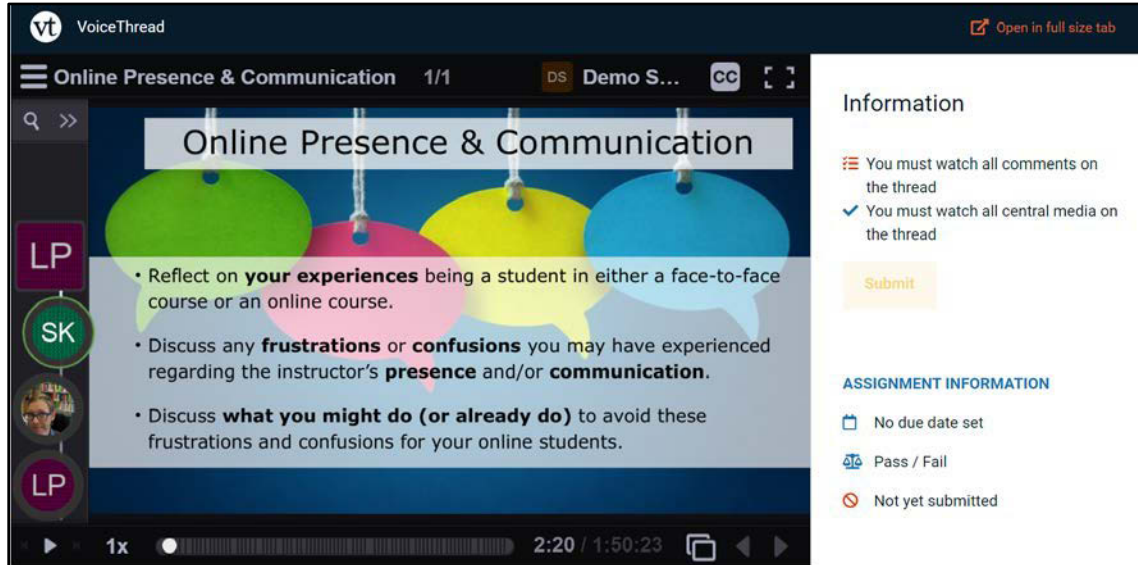 vt VoiceThread
Open in full size tab
Online Presence & Communication 1/1 DS Demo S... CC
Online Presence & Communication
LP
SK
LP
• Reflect on your experiences being a student in either a face-to-face
course or an online course.
• Discuss any frustrations or confusions you may have experienced
regarding the instructor's presence and/or communication.
• Discuss what you might do (or already do) to avoid these
frustrations and confusions for your online students.
1x 2:20 / 1:50:23
Information
You must watch all comments on
the thread
You must watch all central media on
the thread
Submit
ASSIGNMENT INFORMATION
No due date set
Pass / Fail
Not yet submitted